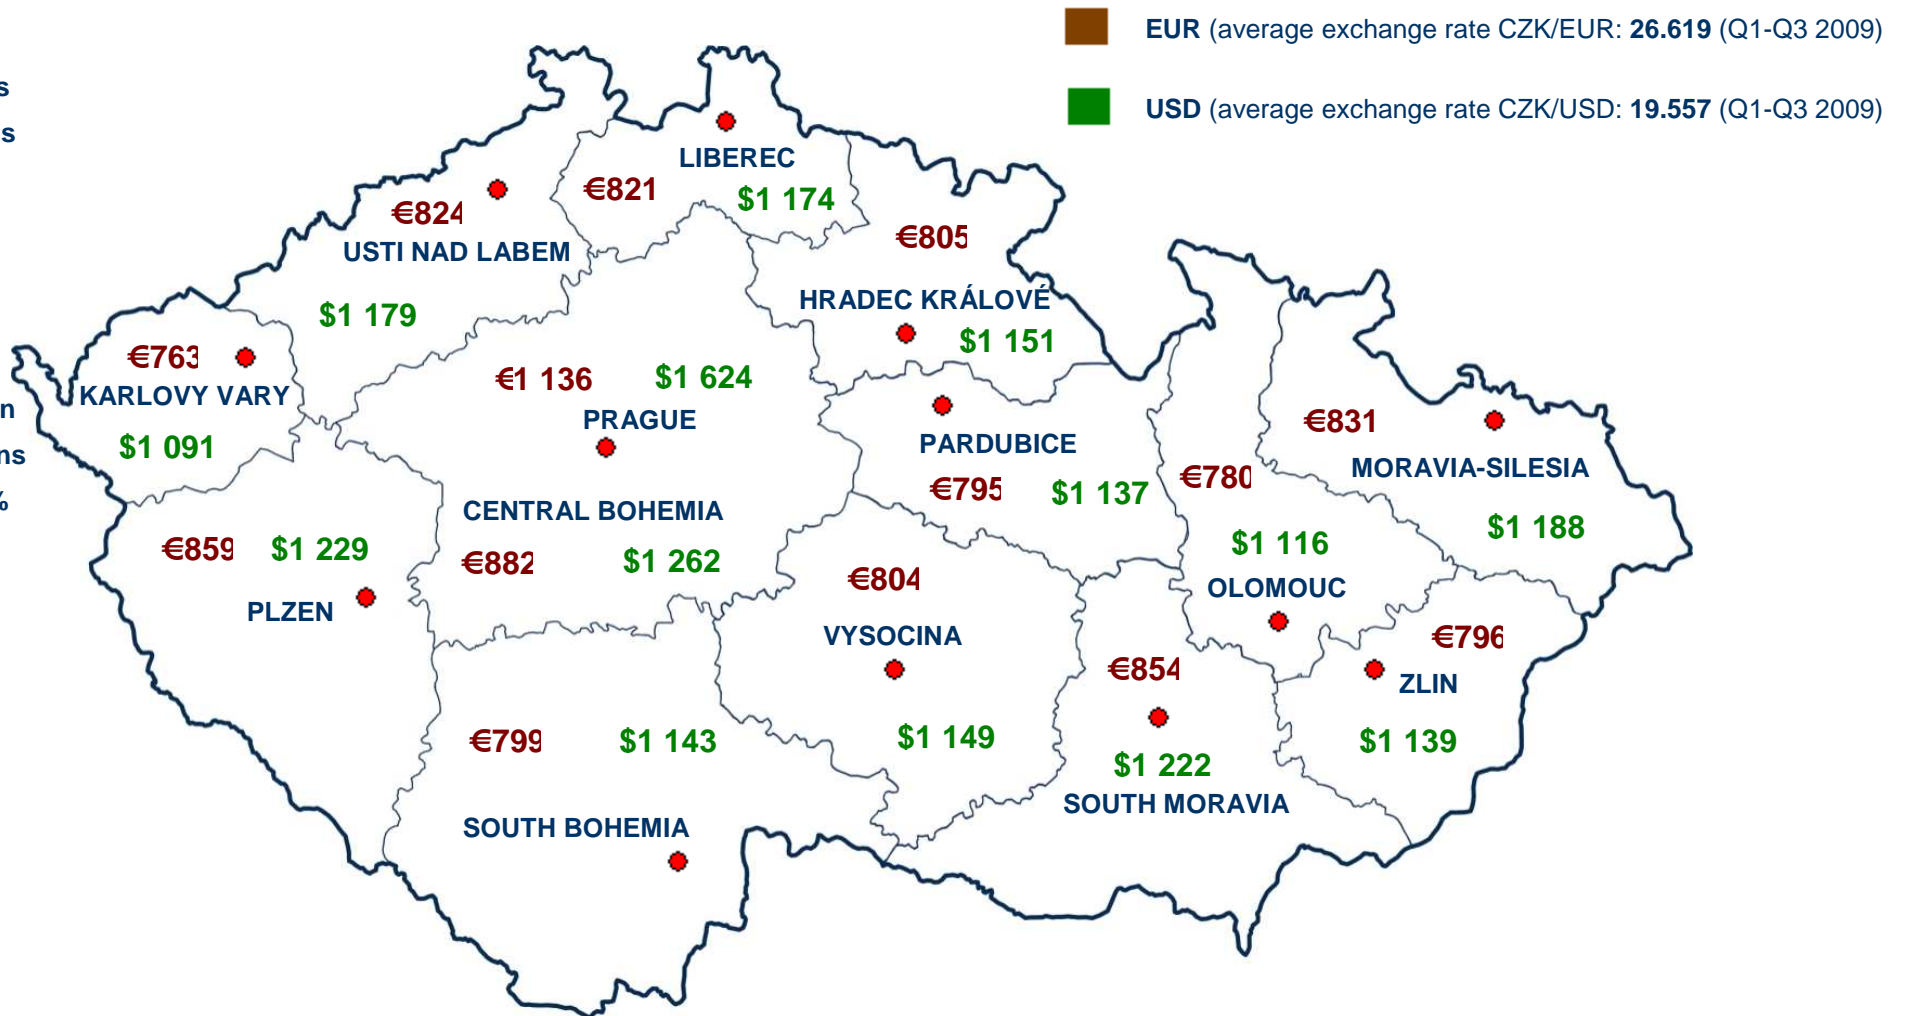 EUR (average exchange rate CZK/EUR: 26.619 (Q1-Q3 2009)
USD (average exchange rate CZK/USD: 19.557 (Q1-Q3 2009)
s
s
n
ns
%
LIBEREC
€821
$1 174
€824
USTI NAD LABEM
$1 179
€805
HRADEC KRÁLOVÉ
$1 151
€763
KARLOVY VARY
$1 091
€1 136
$1 624
PRAGUE
CENTRAL BOHEMIA
€882
$1 262
PARDUBICE
€795
$1 137
€831
MORAVIA-SILESIA
$1 188
€780
$1 116
OLOMOUC
€859
$1 229
PLZEN
€804
VYSOCINA
$1 149
€796
ZLIN
$1 139
€854
$1 222
SOUTH MORAVIA
€799
$1 143
SOUTH BOHEMIA